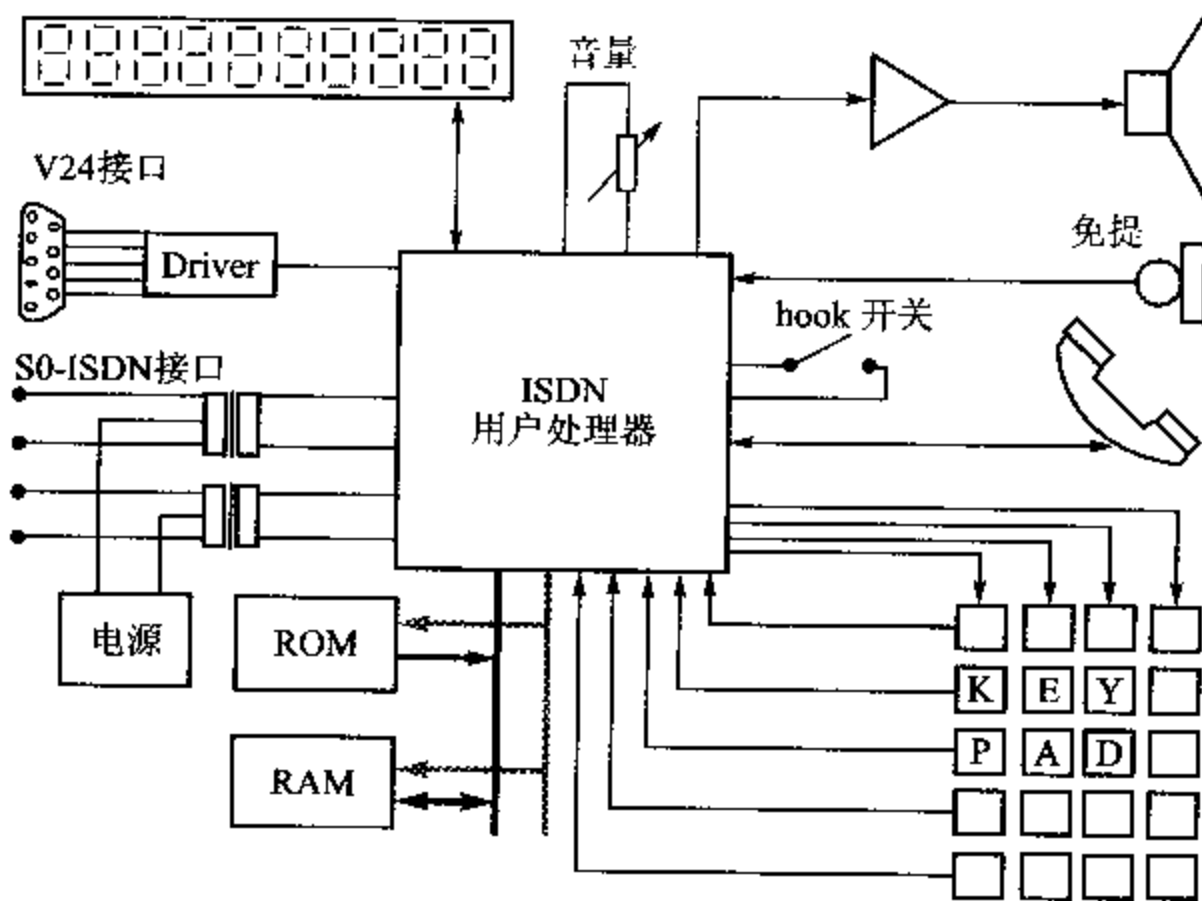 音量
V24接口
Driver
免提
hook 开关
S0-ISDN接口
ISDN
用户处理器
电源
ROM
RAM
K E Y
P A D